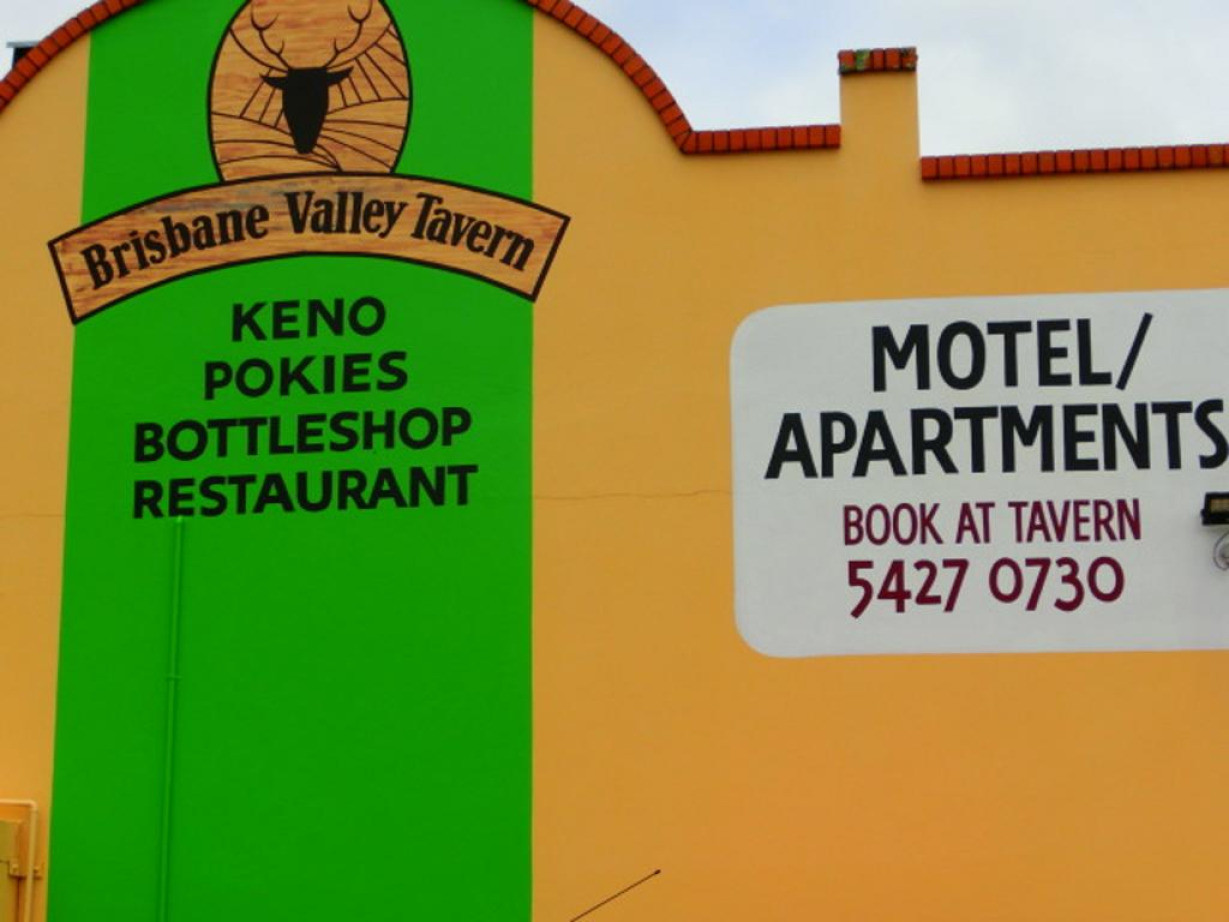 Brisbane Valley Tavern
KENO
POKIES
BOTTLESHOP
RESTAURANT
MOTEL/
APARTMENTS
BOOK AT TAVERN
5427 0730